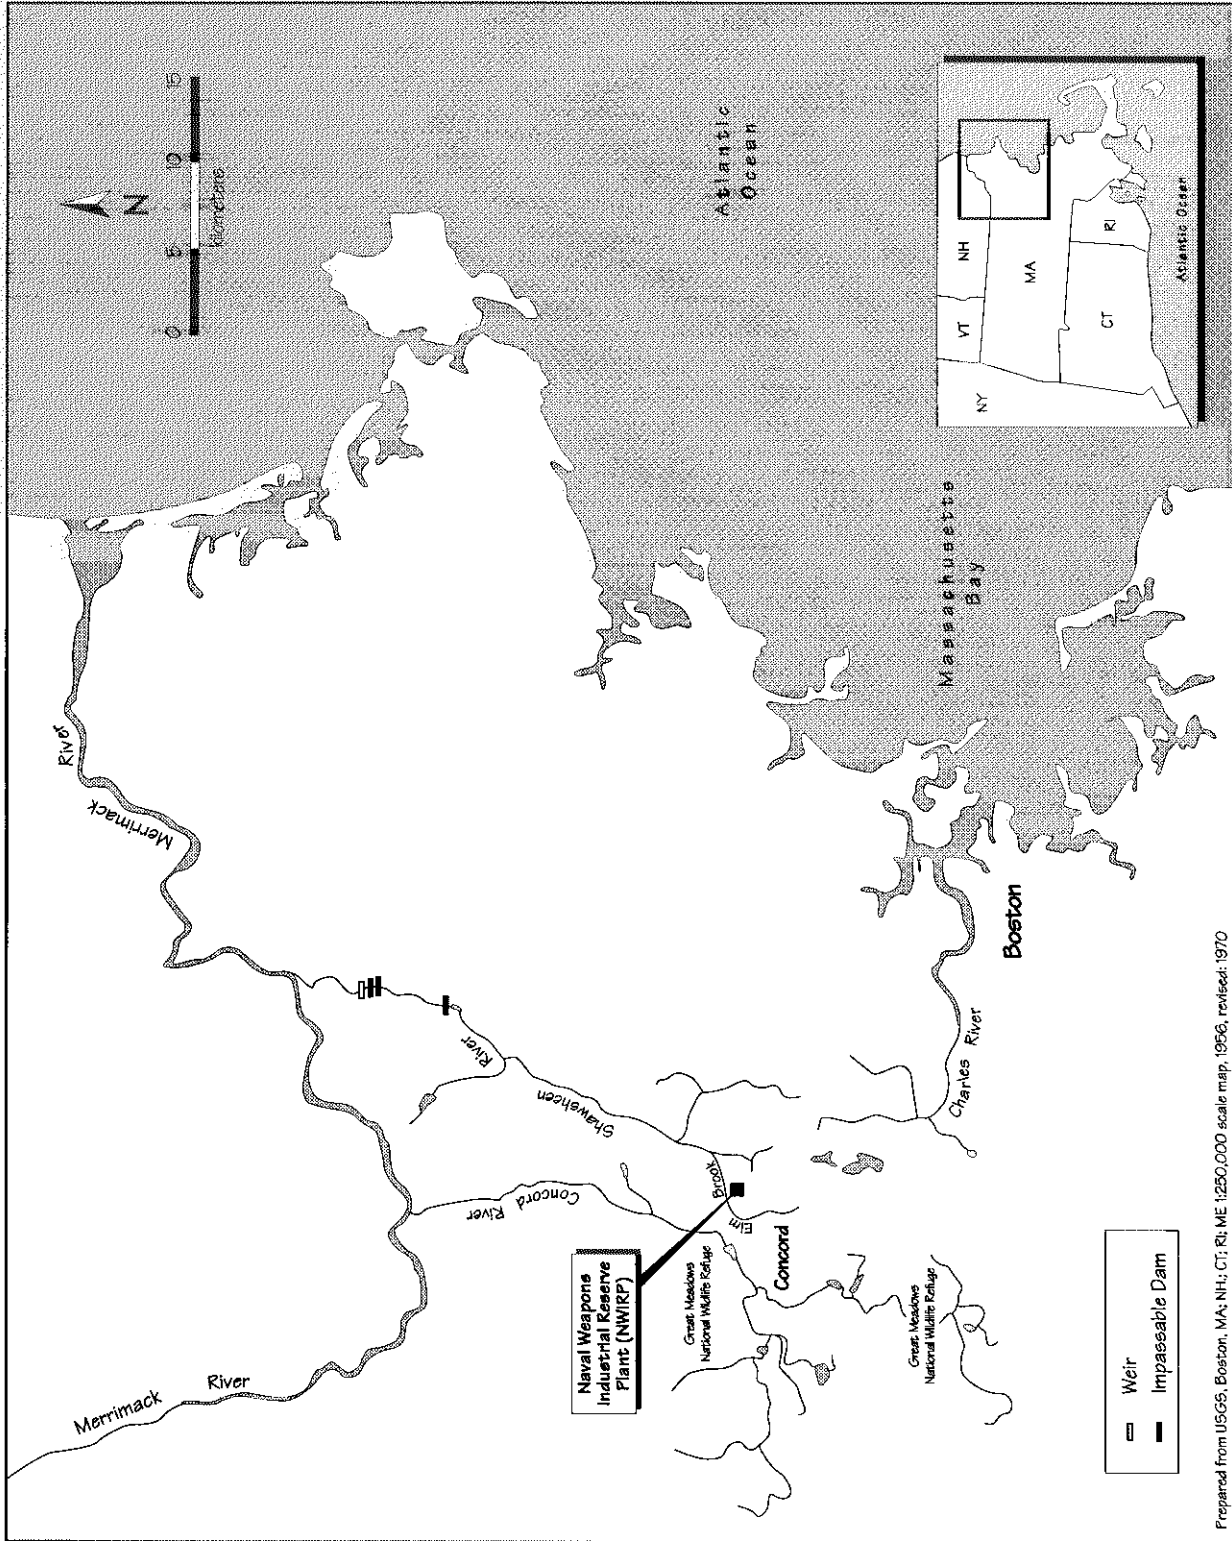 Merrimack
River
Merrimack
River
N
0
5
10
15
kilometers
Naval Weapons
Industrial Reserve
Plant (NWIRP)
Concord
River
Shawsheen
River
Elm
Brook
Great Meadows
National Wildlife Refuge
Concord
Great Meadows
National Wildlife Refuge
Charles River
Boston
Massachusetts
Bay
Atlantic
Ocean
Weir
Impassable Dam
NY
VT
NH
MA
CT
RI
Atlantic Ocean
Prepared from USGS, Boston, MA; NH; CT; RI; ME 1:250,000 scale map, 1956, revised: 1970